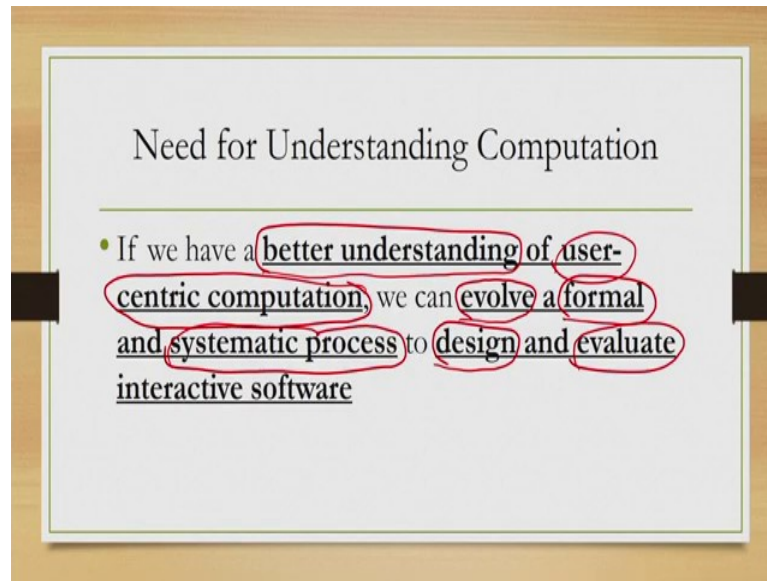 Need for Understanding Computation
• If we have a better understanding of user-
centric computation, we can evolve a formal
and systematic process to design and evaluate
interactive software